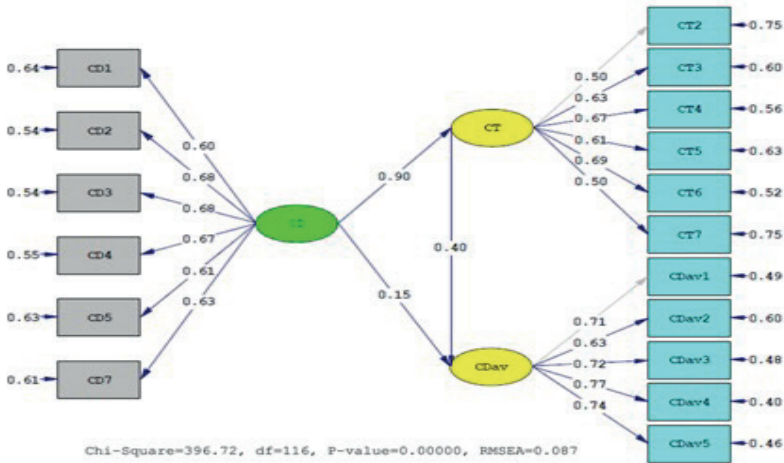 CT2
0.75
CD1
0.64
0.50
CT3
0.60
0.63
CT4
0.56
0.67
CD2
0.54
0.60
CT
0.61
CT5
0.63
0.68
0.69
CT6
0.52
CD3
0.54
0.68
0.90
0.50
CT7
0.75
CD4
0.55
0.67
0.40
0.61
CDav1
0.49
0.63
0.15
CD5
0.63
0.71
CDav2
0.60
0.63
CDav3
0.48
CD7
0.61
CDav
0.72
0.77
CDav4
0.40
0.74
CDav5
0.46
Chi-Square=396.72, df=116, P-value=0.00000, RMSEA=0.087